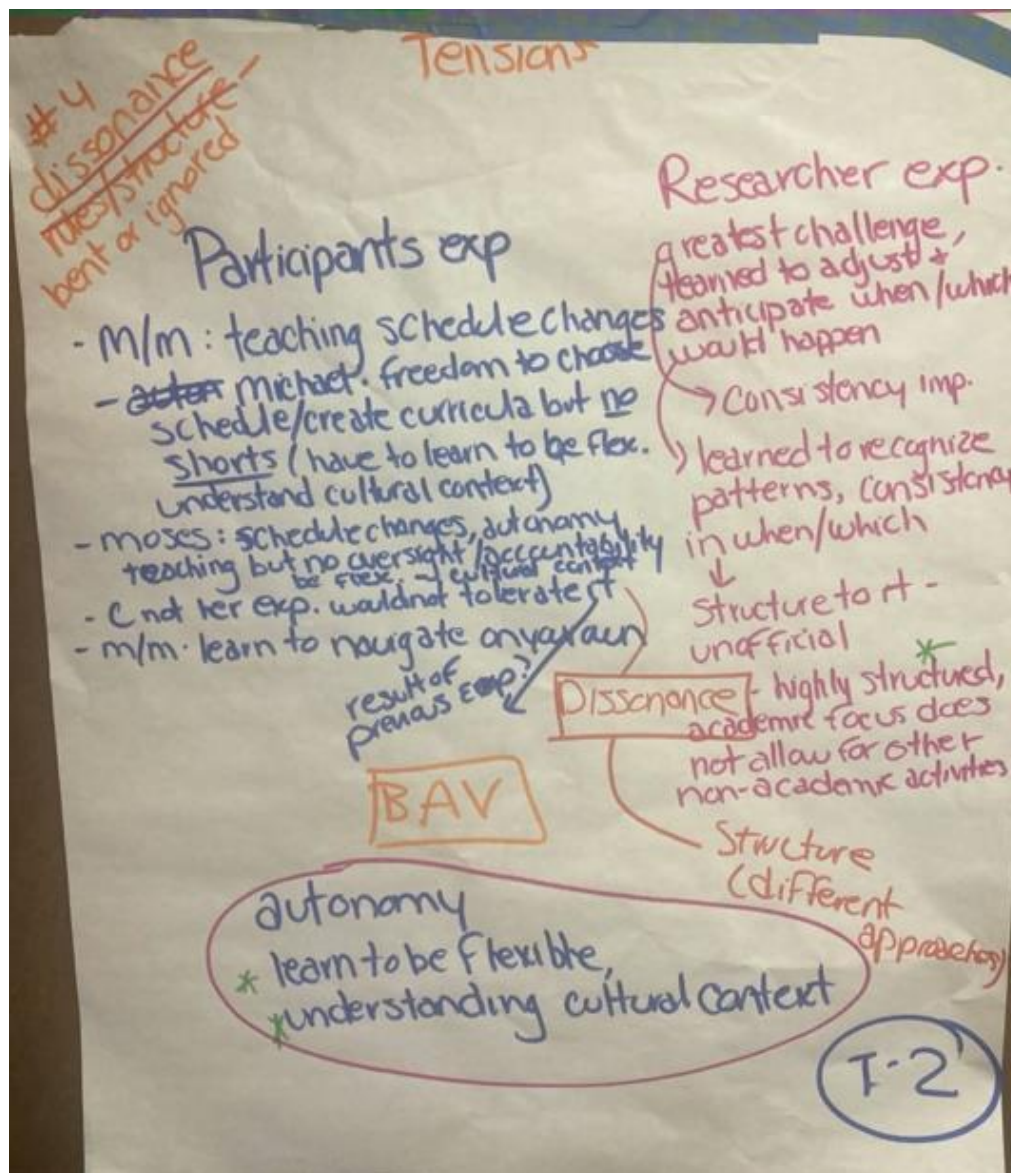 Tensions
#4
dissonance
rules/structure -
bent or ignored
Participants exp
- M/m: teaching schedule changes
- Michael. freedom to choose
schedule/create curricula but no
shorts (have to learn to be flex.
understand cultural context)
- moses: schedule changes, autonomy
teaching but no oversight/accountability
be flex, cultural context
- C not her exp. wouldnot tolerate it
- m/m. learn to navigate
result of
previous exp?
Researcher exp.
greatest challenge,
learned to adjust +
anticipate when/which
would happen
Consistency imp.
learned to recognize
patterns, consistency
in when/which
structure to it -
unofficial
* - highly structured,
academic focus does
not allow for other
non-academic activities
Dissonance
Structure
(different
approaches)
BAV
autonomy
* learn to be flexible,
* understanding cultural context
T-2